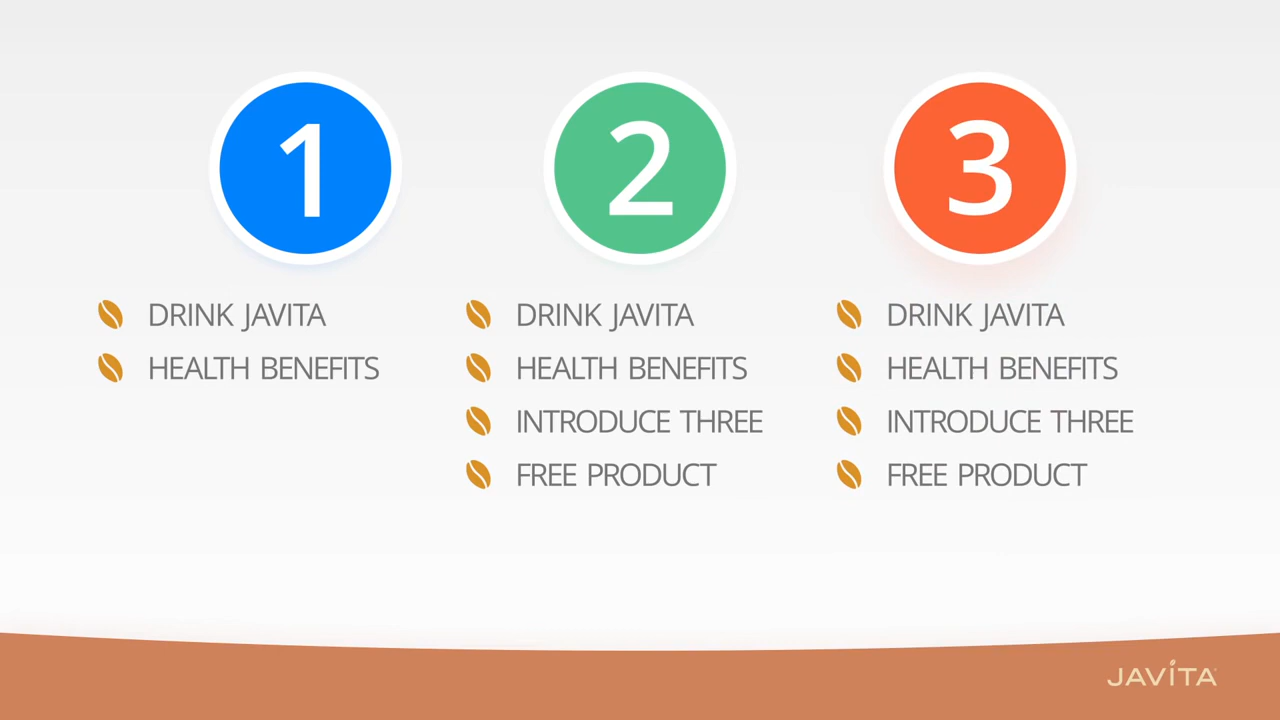 1
DRINK JAVITA
HEALTH BENEFITS
2
DRINK JAVITA
HEALTH BENEFITS
INTRODUCE THREE
FREE PRODUCT
3
DRINK JAVITA
HEALTH BENEFITS
INTRODUCE THREE
FREE PRODUCT
JAVITA